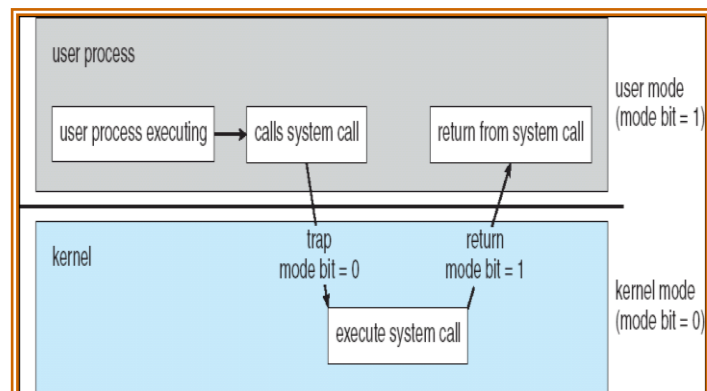 user process
user process executing
calls system call
return from system call
user mode
(mode bit = 1)
kernel
trap
mode bit = 0
return
mode bit = 1
execute system call
kernel mode
(mode bit = 0)